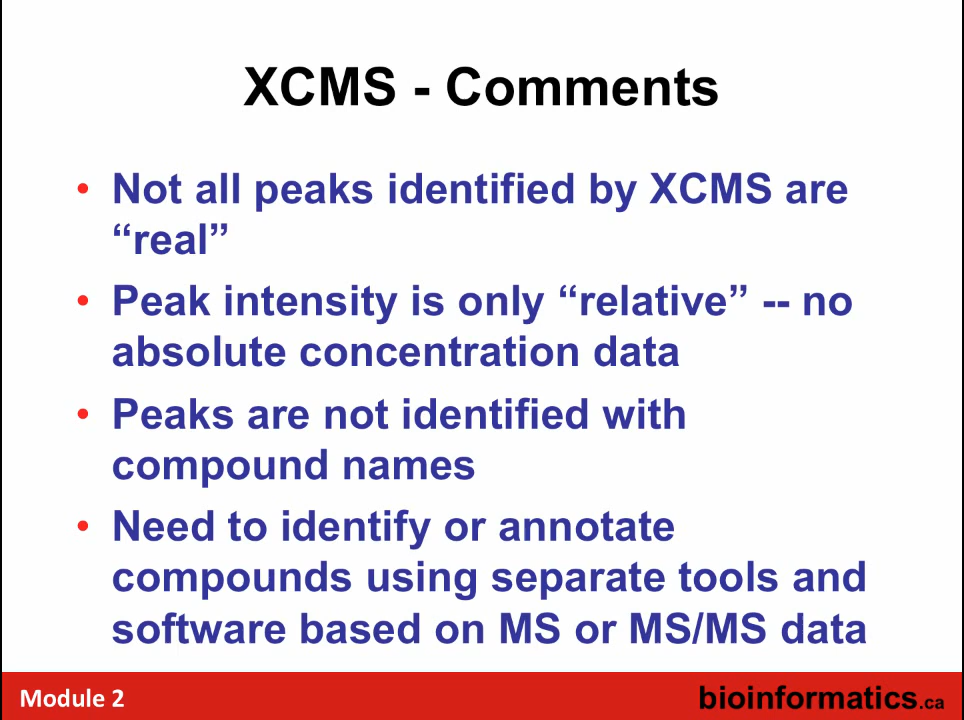 XCMS - Comments
• Not all peaks identified by XCMS are
“real”
• Peak intensity is only “relative” -- no
absolute concentration data
• Peaks are not identified with
compound names
• Need to identify or annotate
compounds using separate tools and
software based on MS or MS/MS data
Module 2
bioinformatics.ca